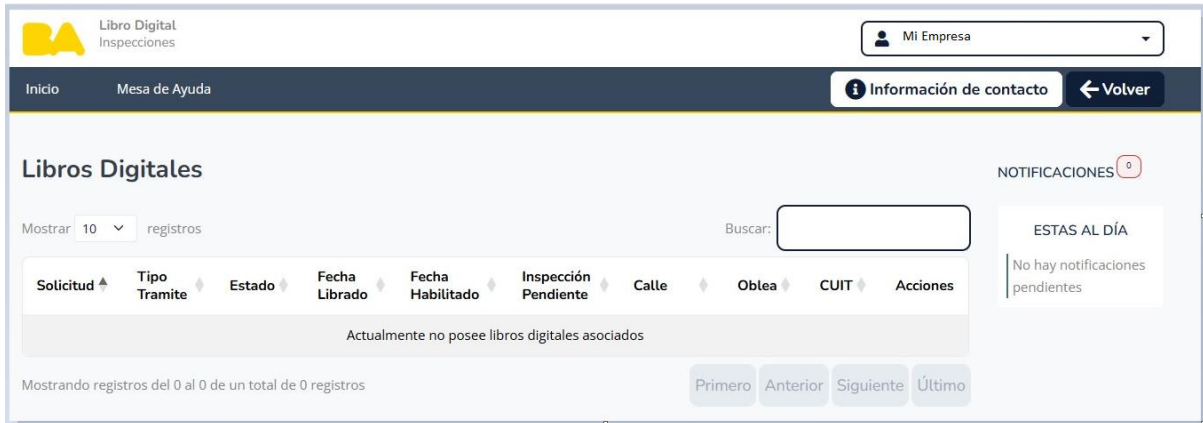 BA
Libro Digital
Inspecciones
Mi Empresa
Inicio
Mesa de Ayuda
Información de contacto
Volver
Libros Digitales
NOTIFICACIONES 0
Mostrar 10 registros
Buscar:
ESTAS AL DÍA
No hay notificaciones
pendientes
Solicitud
Tipo
Tramite
Estado
Fecha
Librado
Fecha
Habilitado
Inspección
Pendiente
Calle
Oblea
CUIT
Acciones
Actualmente no posee libros digitales asociados
Mostrando registros del 0 al 0 de un total de 0 registros
Primero
Anterior
Siguiente
Último